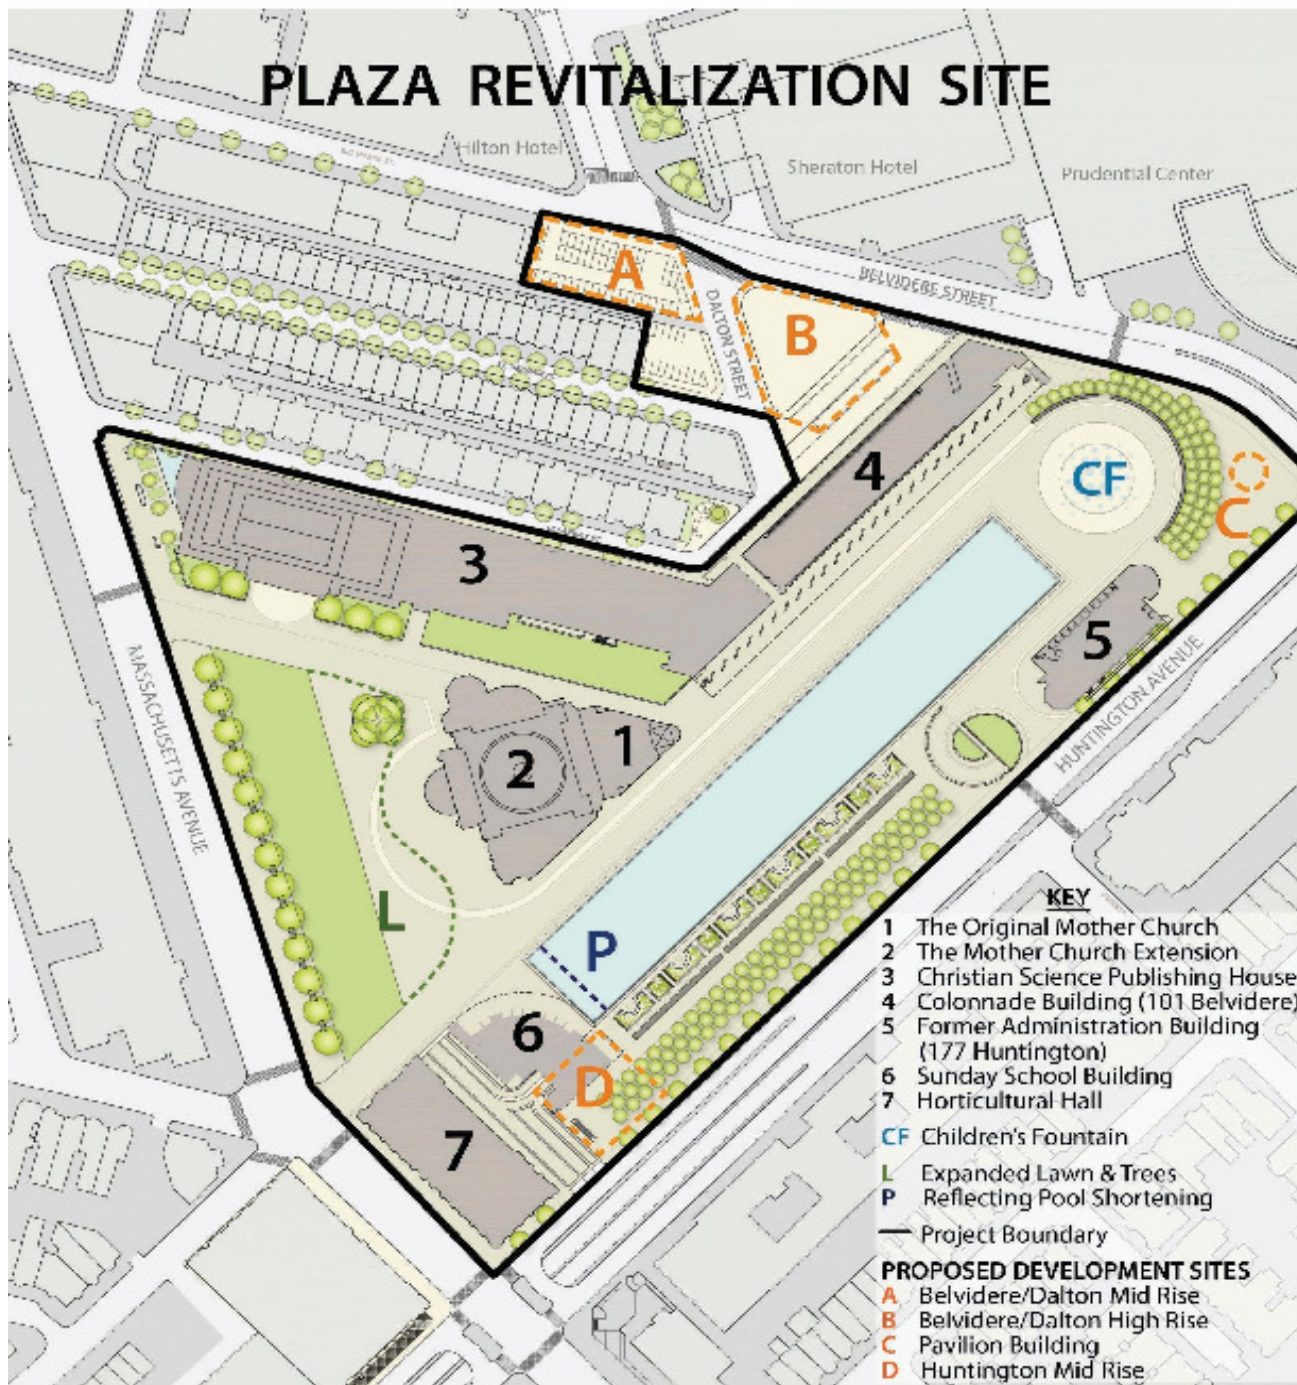 PLAZA REVITALIZATION SITE
Hilton Hotel
Sheraton Hotel
Prudential Center
A
BELVIDERE STREET
DALTON STREET
B
4
CF
C
3
5
MASSACHUSETTS AVENUE
HUNTINGTON AVENUE
1
2
L
P
6
D
7
KEY
1 The Original Mother Church
2 The Mother Church Extension
3 Christian Science Publishing House
4 Colonnade Building (101 Belvidere)
5 Former Administration Building
(177 Huntington)
6 Sunday School Building
7 Horticultural Hall
CF Children's Fountain
L Expanded Lawn & Trees
P Reflecting Pool Shortening
Project Boundary
PROPOSED DEVELOPMENT SITES
A Belvidere/Dalton Mid Rise
B Belvidere/Dalton High Rise
C Pavilion Building
D Huntington Mid Rise